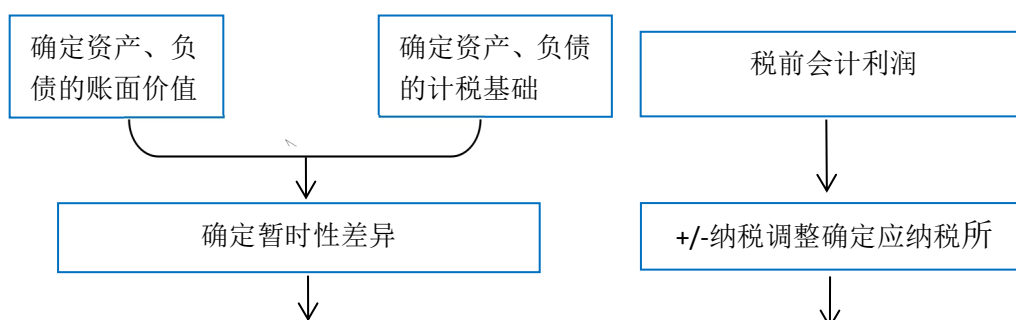 确定资产、负
债的账面价值
确定资产、负债
的计税基础
税前会计利润
确定暂时性差异
+/-纳税调整确定应纳税所